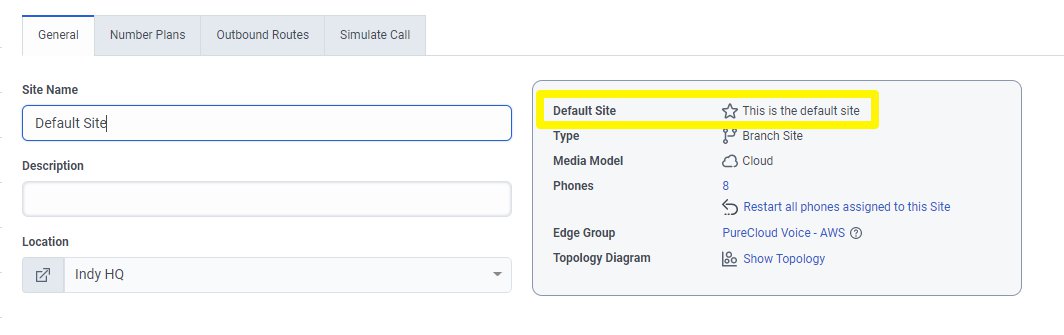 General
Number Plans
Outbound Routes
Simulate Call
Site Name
Default Site
Description
Location
Indy HQ
Default Site
This is the default site
Type
Branch Site
Media Model
Cloud
Phones
8
Restart all phones assigned to this Site
Edge Group
PureCloud Voice - AWS
Topology Diagram
Show Topology